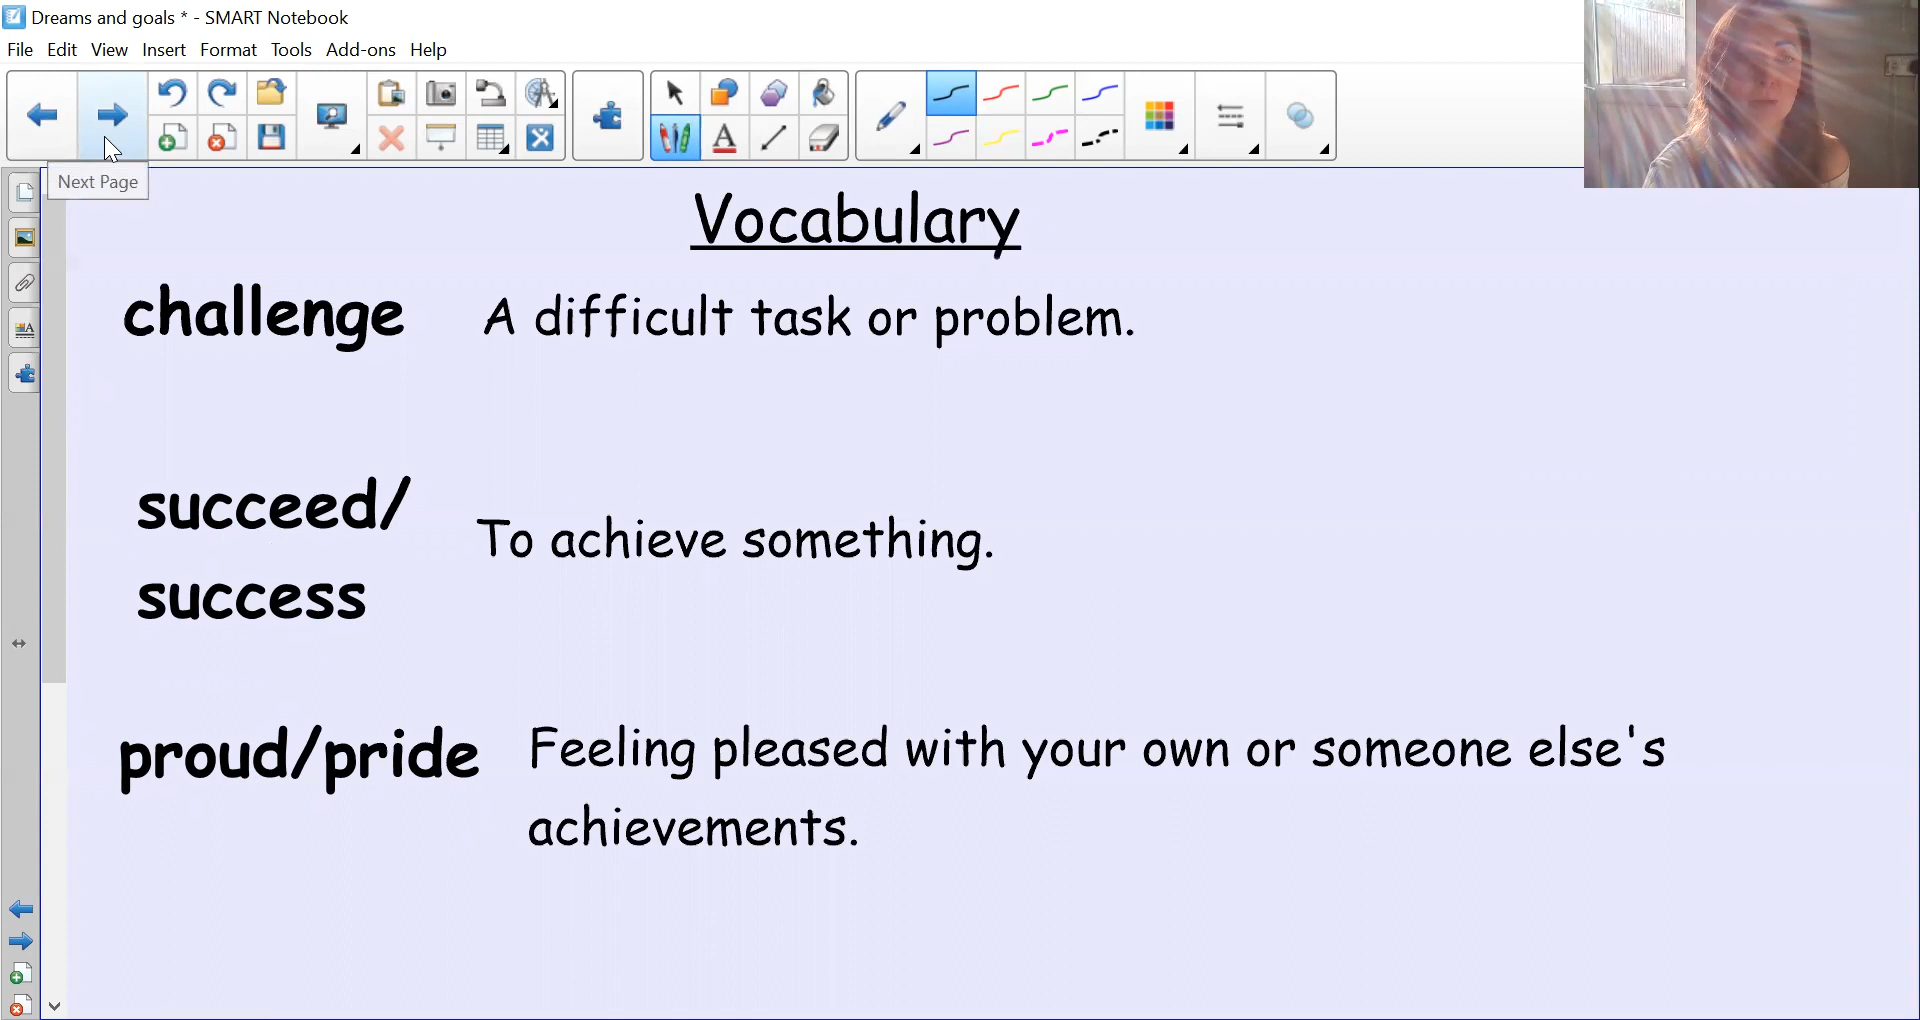 Dreams and goals * - SMART Notebook
File Edit View Insert Format Tools Add-ons Help
Next Page
Vocabulary
challenge A difficult task or problem.
succeed/
To achieve something.
success
proud/pride Feeling pleased with your own or someone else's
achievements.